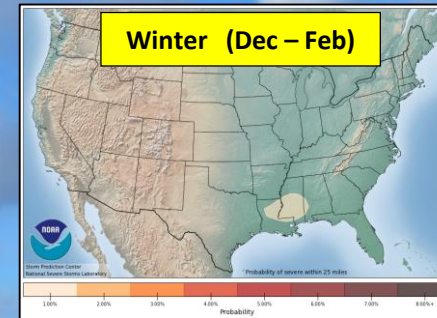 Winter (Dec – Feb)
NOAA
Storm Prediction Center
National Severe Storms Laboratory
* Probability of severe within 25 miles
1.00% 2.00% 3.00% 4.00% 5.00% 6.00% 7.00% 8.00%+
Probability